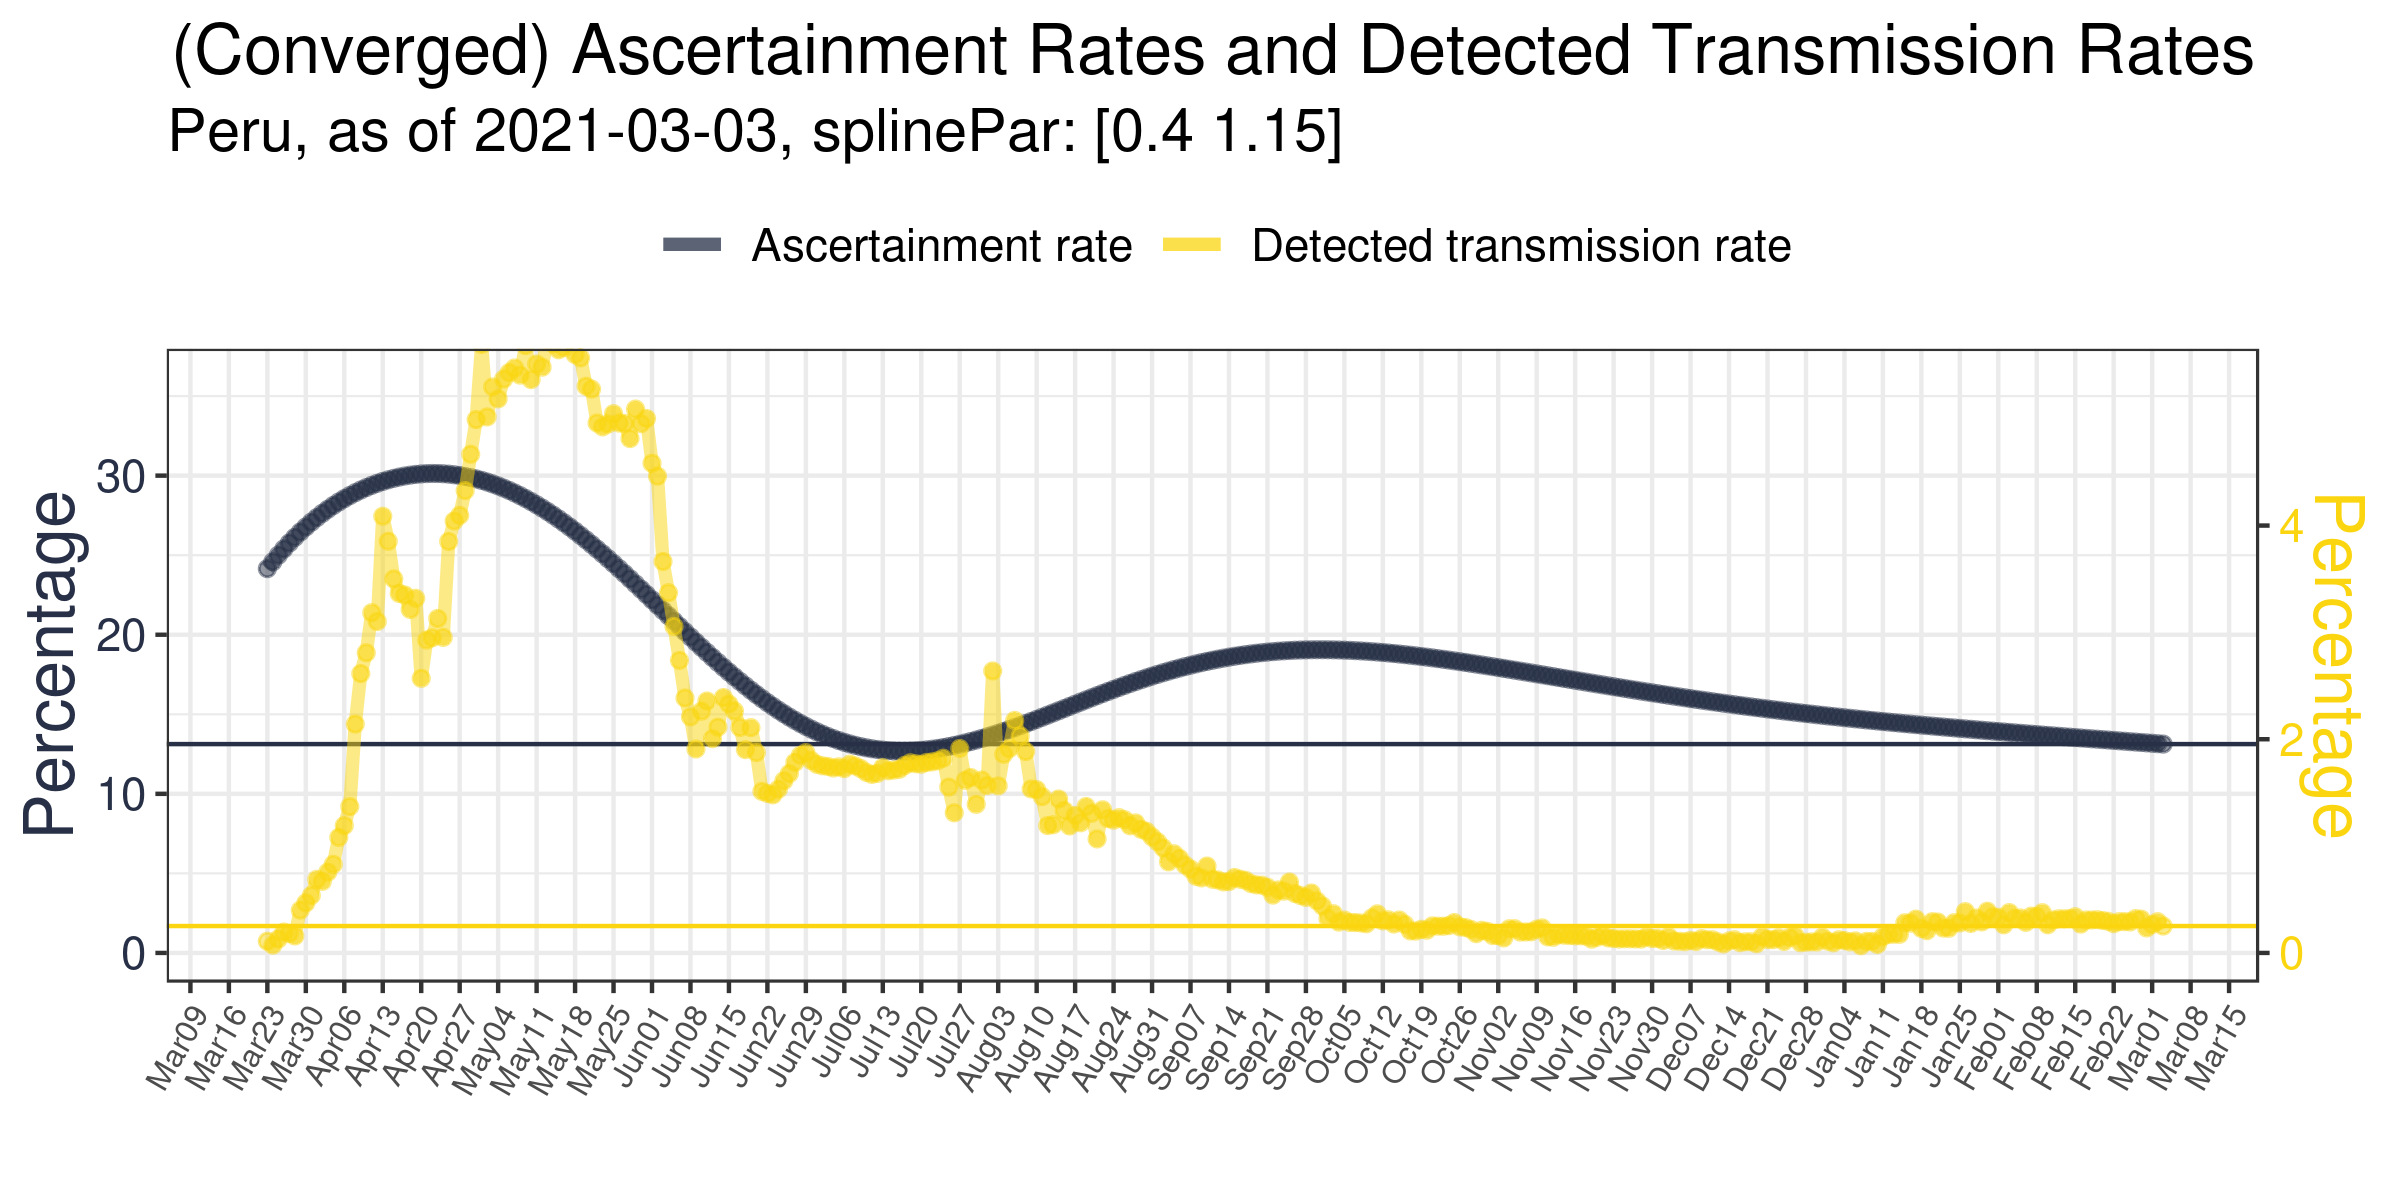 (Converged) Ascertainment Rates and Detected Transmission Rates
Peru, as of 2021-03-03, splinePar: [0.4 1.15]
Ascertainment rate Detected transmission rate
Percentage
30
20
10
0
4
2
0
Percentage
Mar09 Mar16 Mar23 Mar30 Apr06 Apr13 Apr20 Apr27 May04 May11 May18 May25 Jun01 Jun08 Jun15 Jun22 Jun29 Jul06 Jul13 Jul20 Jul27 Aug03 Aug10 Aug17 Aug24 Aug31 Sep07 Sep14 Sep21 Sep28 Oct05 Oct12 Oct19 Oct26 Nov02 Nov09 Nov16 Nov23 Nov30 Dec07 Dec14 Dec21 Dec28 Jan04 Jan11 Jan18 Jan25 Feb01 Feb08 Feb15 Feb22 Mar01 Mar08 Mar15